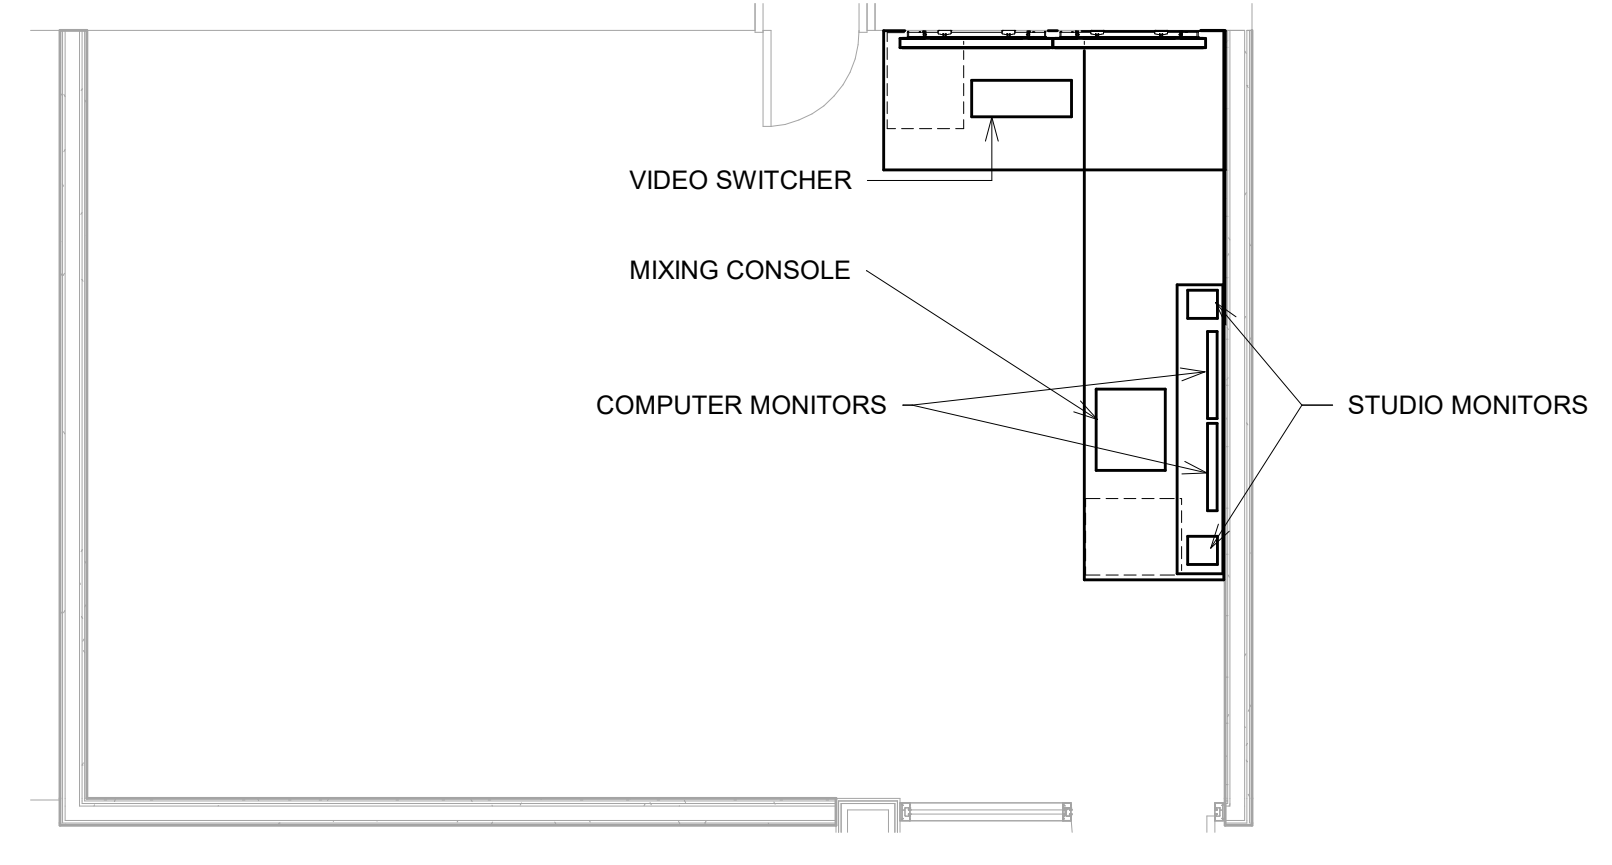 VIDEO SWITCHER
MIXING CONSOLE
COMPUTER MONITORS
STUDIO MONITORS